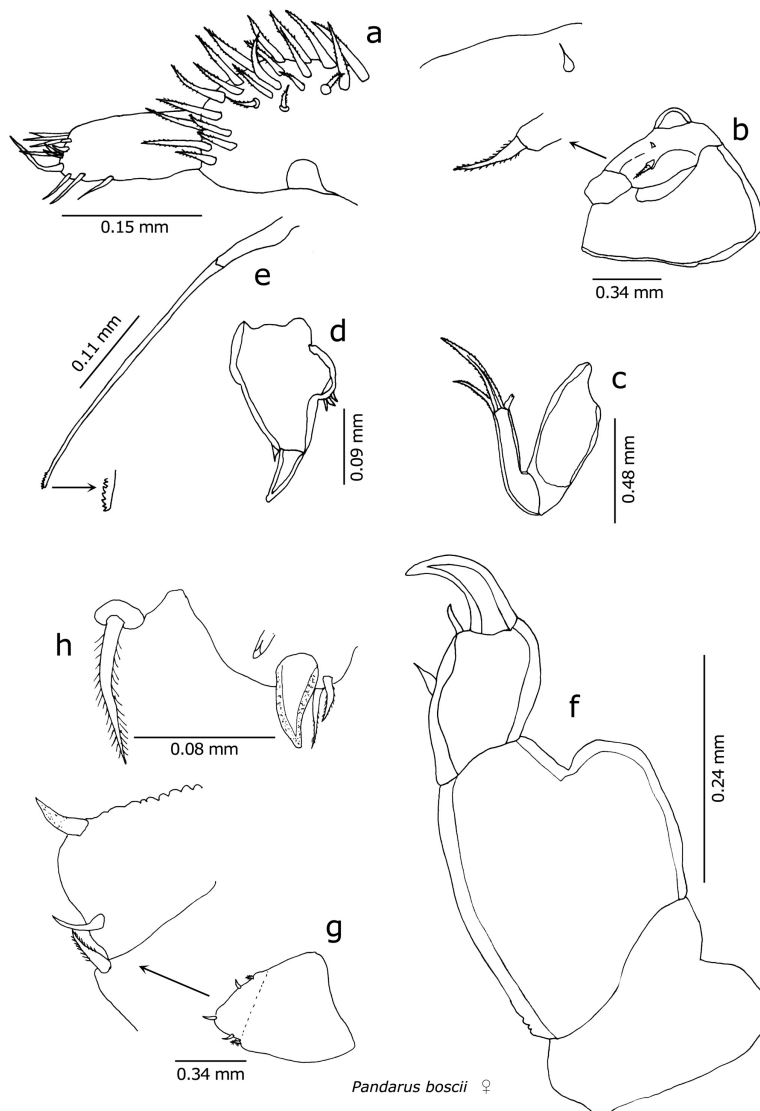 a
b
0.15 mm
0.34 mm
e
0.11 mm
d
0.09 mm
c
0.48 mm
h
0.08 mm
f
0.24 mm
g
0.34 mm
Pandarus boscii ♀